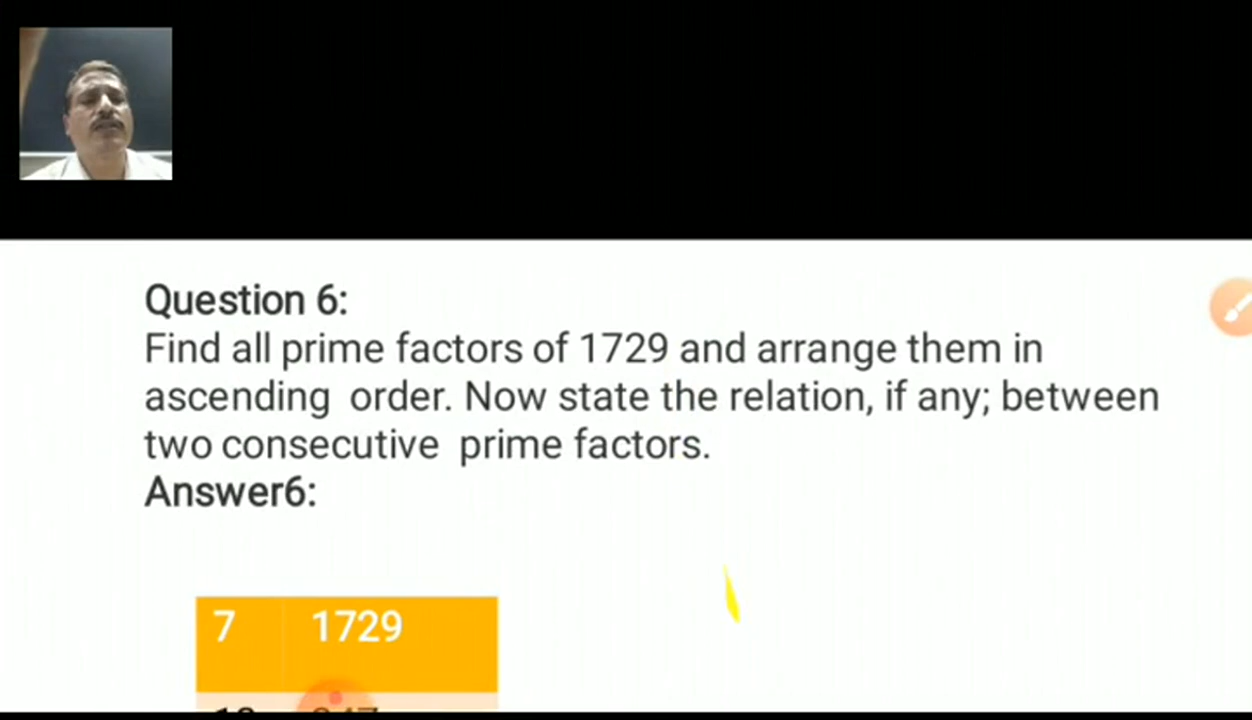 Question 6:
Find all prime factors of 1729 and arrange them in
ascending order. Now state the relation, if any; between
two consecutive prime factors.
Answer6:
7 1729